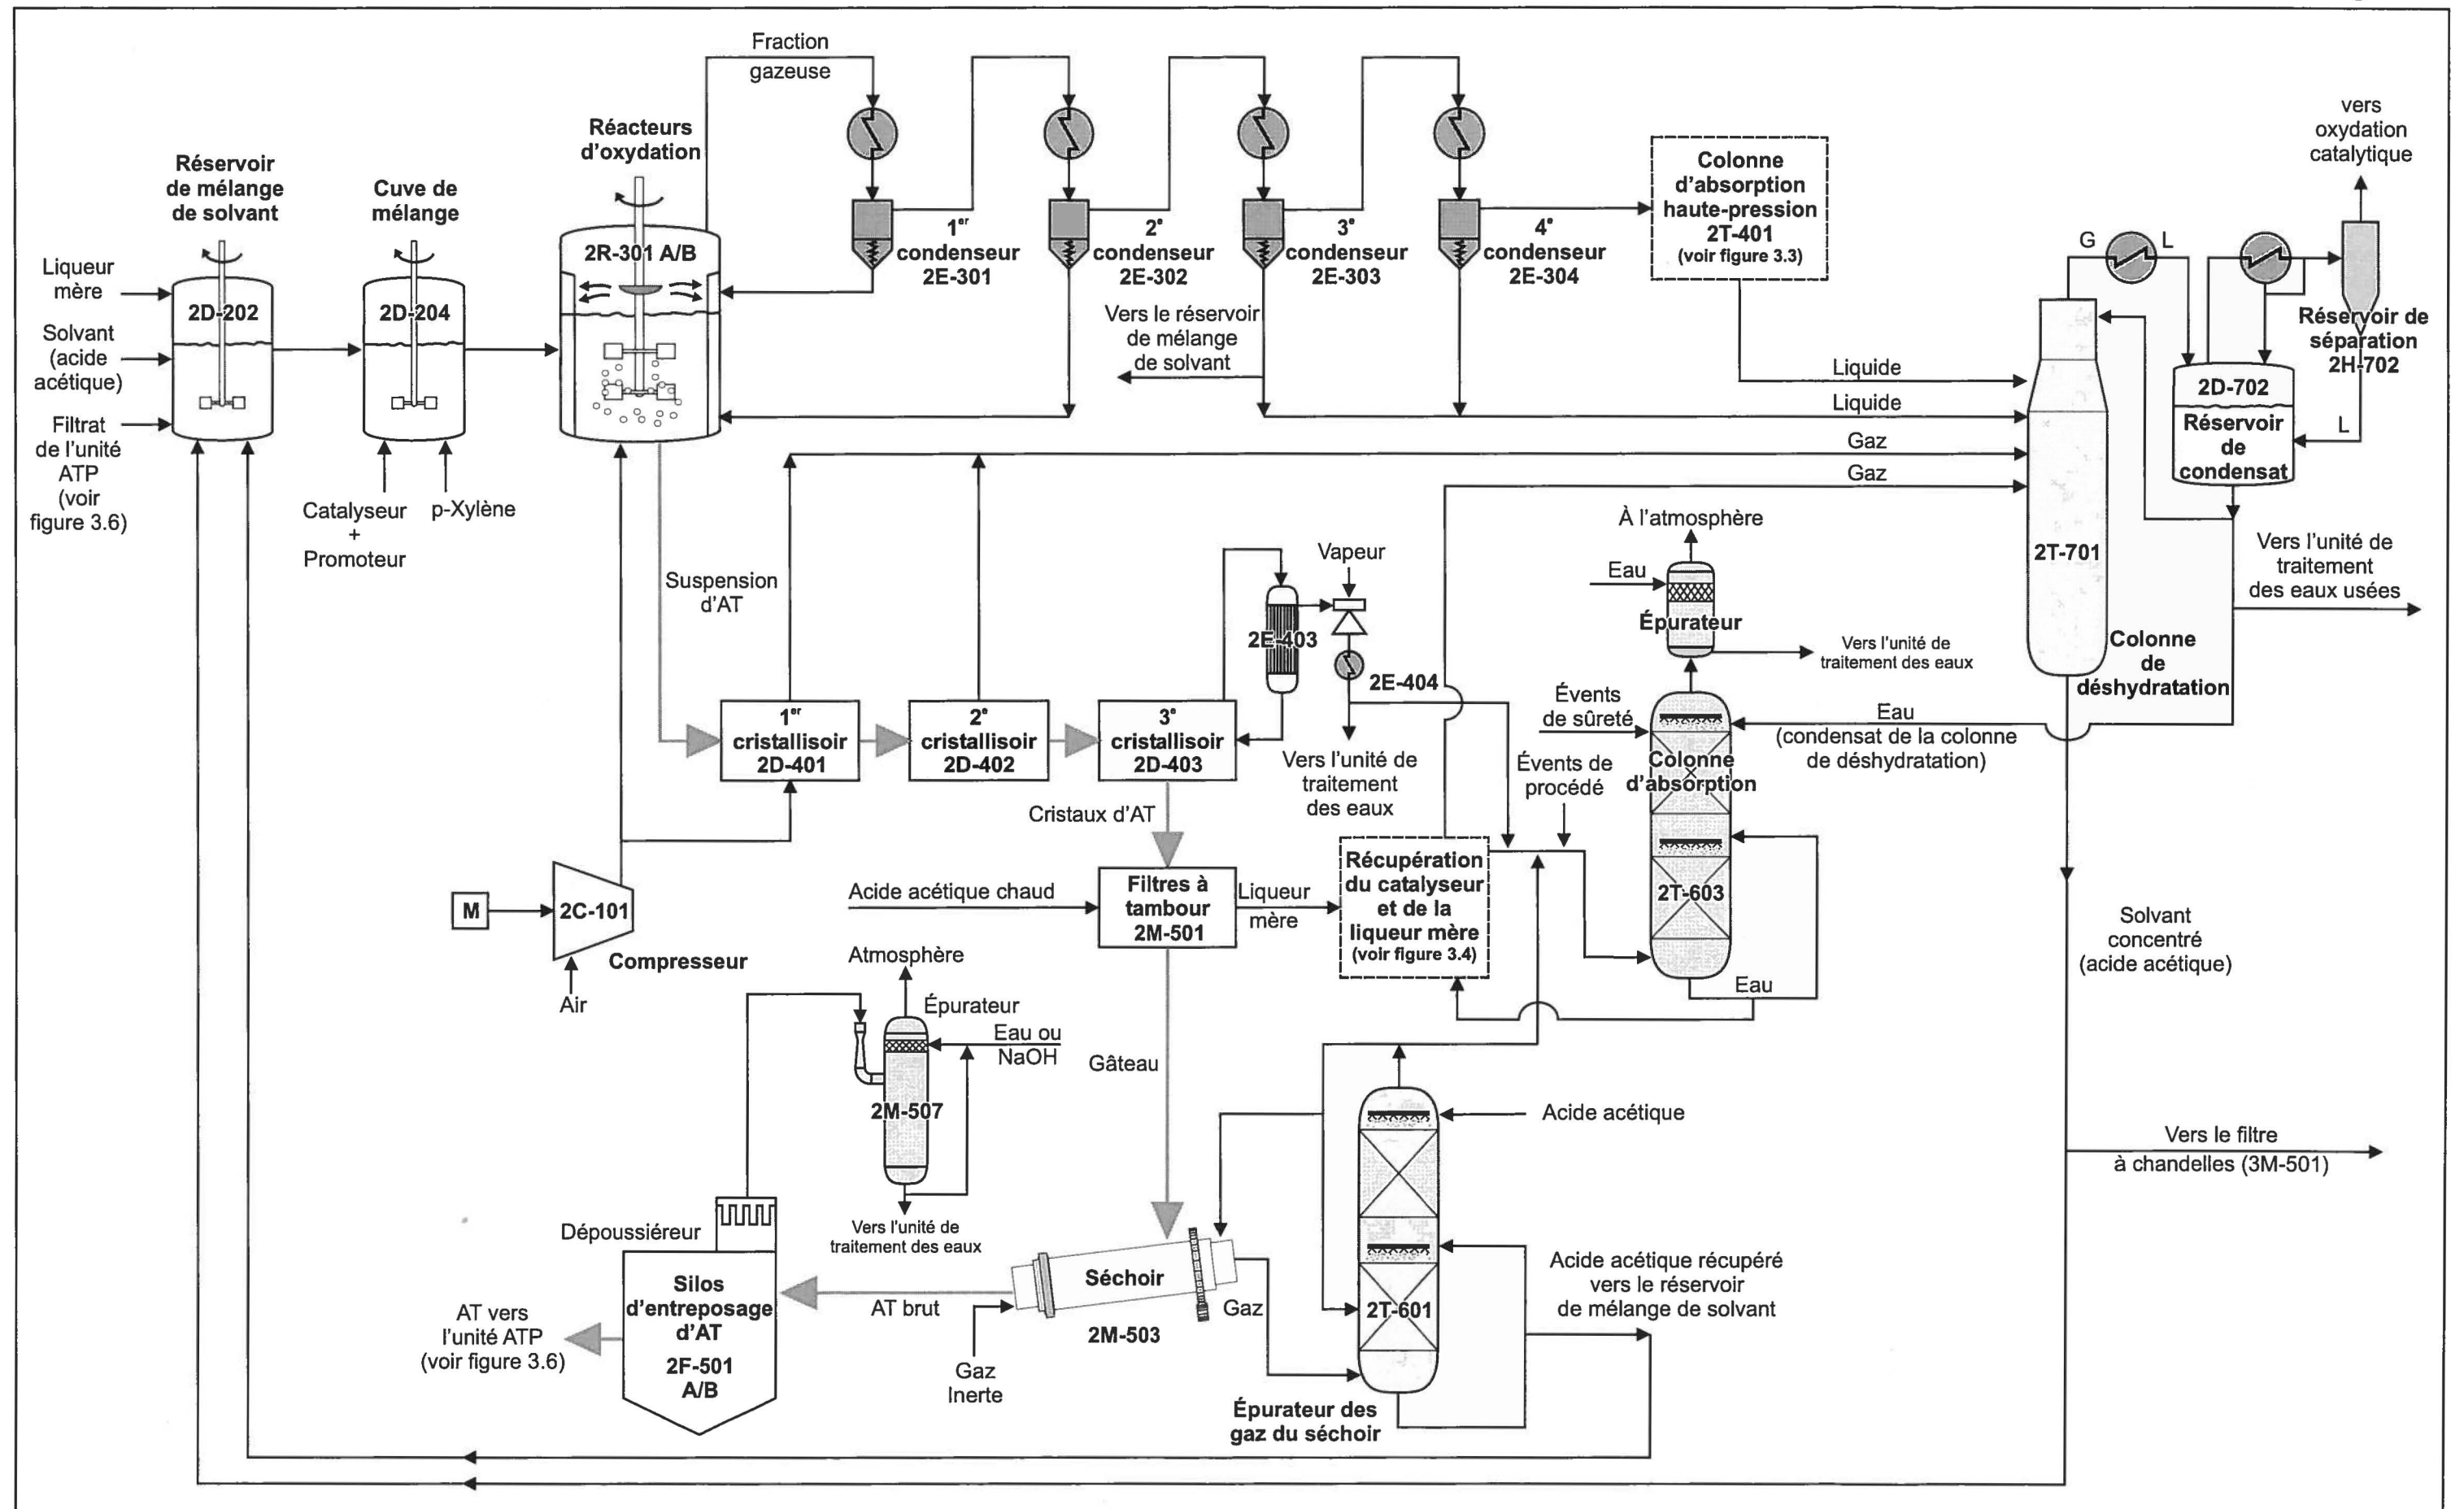 Fraction
gazeuse
Réacteurs
d'oxydation
2R-301 A/B
Réservoir
de mélange
de solvant
2D-202
Cuve de
mélange
2D-204
Liqueur
mère
Solvant
(acide
acétique)
Filtrat
de l'unité
ATP
(voir
figure 3.6)
Catalyseur
+
Promoteur
p-Xylène
1er
condenseur
2E-301
2e
condenseur
2E-302
3e
condenseur
2E-303
4e
condenseur
2E-304
Vers le réservoir
de mélange
de solvant
Colonne
d'absorption
haute-pression
2T-401
(voir figure 3.3)
vers
oxydation
catalytique
G
L
Réservoir de
séparation
2H-702
2D-702
Réservoir
de
condensat
L
Liquide
Liquide
Gaz
Gaz
2T-701
Colonne
de
déshydratation
Vers l'unité de
traitement
des eaux usées
À l'atmosphère
Eau
Épurateur
Vers l'unité de
traitement des eaux
Suspension
d'AT
Vapeur
2E-403
2E-404
Vers l'unité de
traitement
des eaux
1er
cristallisoir
2D-401
2e
cristallisoir
2D-402
3e
cristallisoir
2D-403
Évents
de sûreté
Évents de
procédé
Colonne
d'absorption
2T-603
Eau
(condensat de la colonne
de déshydratation)
Eau
Cristaux d'AT
Acide acétique chaud
Filtres à
tambour
2M-501
Liqueur
mère
Récupération
du catalyseur
et de la
liqueur mère
(voir figure 3.4)
M
2C-101
Compresseur
Air
Atmosphère
Épurateur
Eau ou
NaOH
2M-507
Vers l'unité de
traitement des eaux
Gâteau
Solvant
concentré
(acide acétique)
Vers le filtre
à chandelles (3M-501)
Acide acétique
2T-601
Acide acétique récupéré
vers le réservoir
de mélange de solvant
Épurateur des
gaz du séchoir
Dépoussiéreur
Silos
d'entreposage
d'AT
2F-501
A/B
AT vers
l'unité ATP
(voir figure 3.6)
AT brut
Séchoir
2M-503
Gaz
Gaz
Inerte